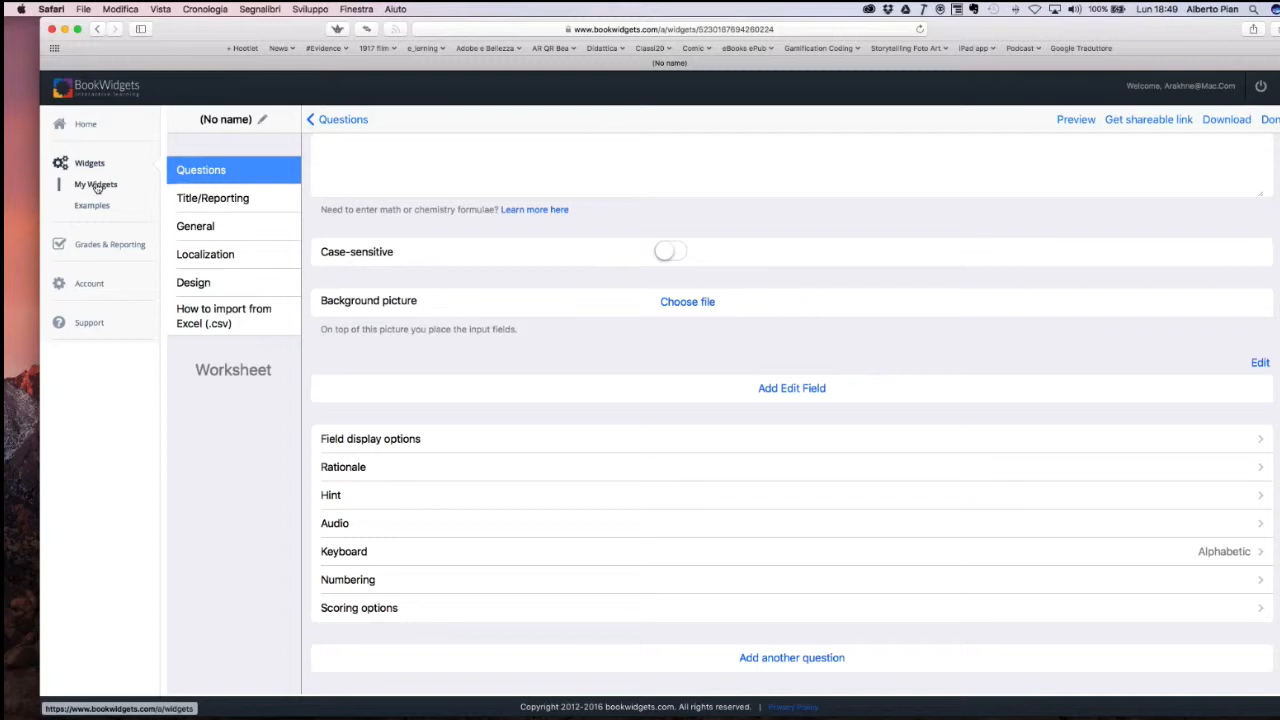 Safari File Modifica Vista Cronologia Segnalibri Sviluppo Finestra Aiuto 100% Lun 18:49 Alberto Pian
www.bookwidgets.com/a/widgets/5230187694260224
+ Hootlet News #Evidence 1917 film e_lerning Adobe e Bellezza AR QR Bea Didattica Classi20 Comic eBooks ePub Gamification Coding Storytelling Foto Art iPad app Podcast Google Traduttore
(No name)
BookWidgets
interactive learning
Welcome, Arakhne@Mac.Com
Home
Widgets
My Widgets
Examples
Grades & Reporting
Account
Support
(No name)
Questions
Title/Reporting
General
Localization
Design
How to import from
Excel (.csv)
Worksheet
Questions
Preview Get shareable link Download Don
Need to enter math or chemistry formulae? Learn more here
Case-sensitive
Background picture Choose file
On top of this picture you place the input fields.
Edit
Add Edit Field
Field display options
Rationale
Hint
Audio
Keyboard Alphabetic
Numbering
Scoring options
Add another question
https://www.bookwidgets.com/a/widgets
Copyright 2012-2016 bookwidgets.com. All rights reserved. | Privacy Policy